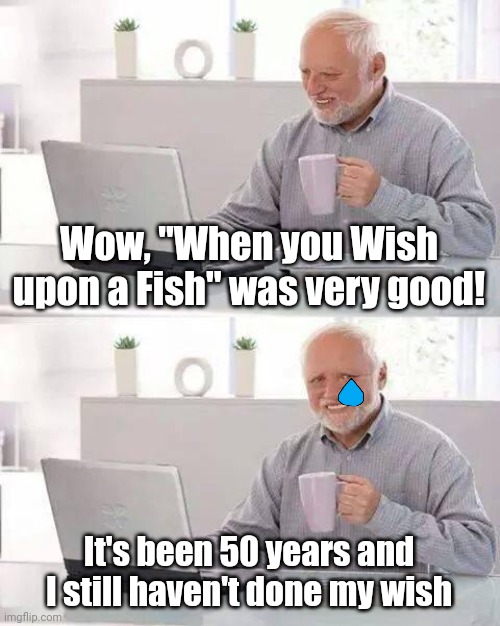 Wow, "When you Wish
upon a Fish" was very good!
It's been 50 years and
I still haven't done my wish
imgflip.com